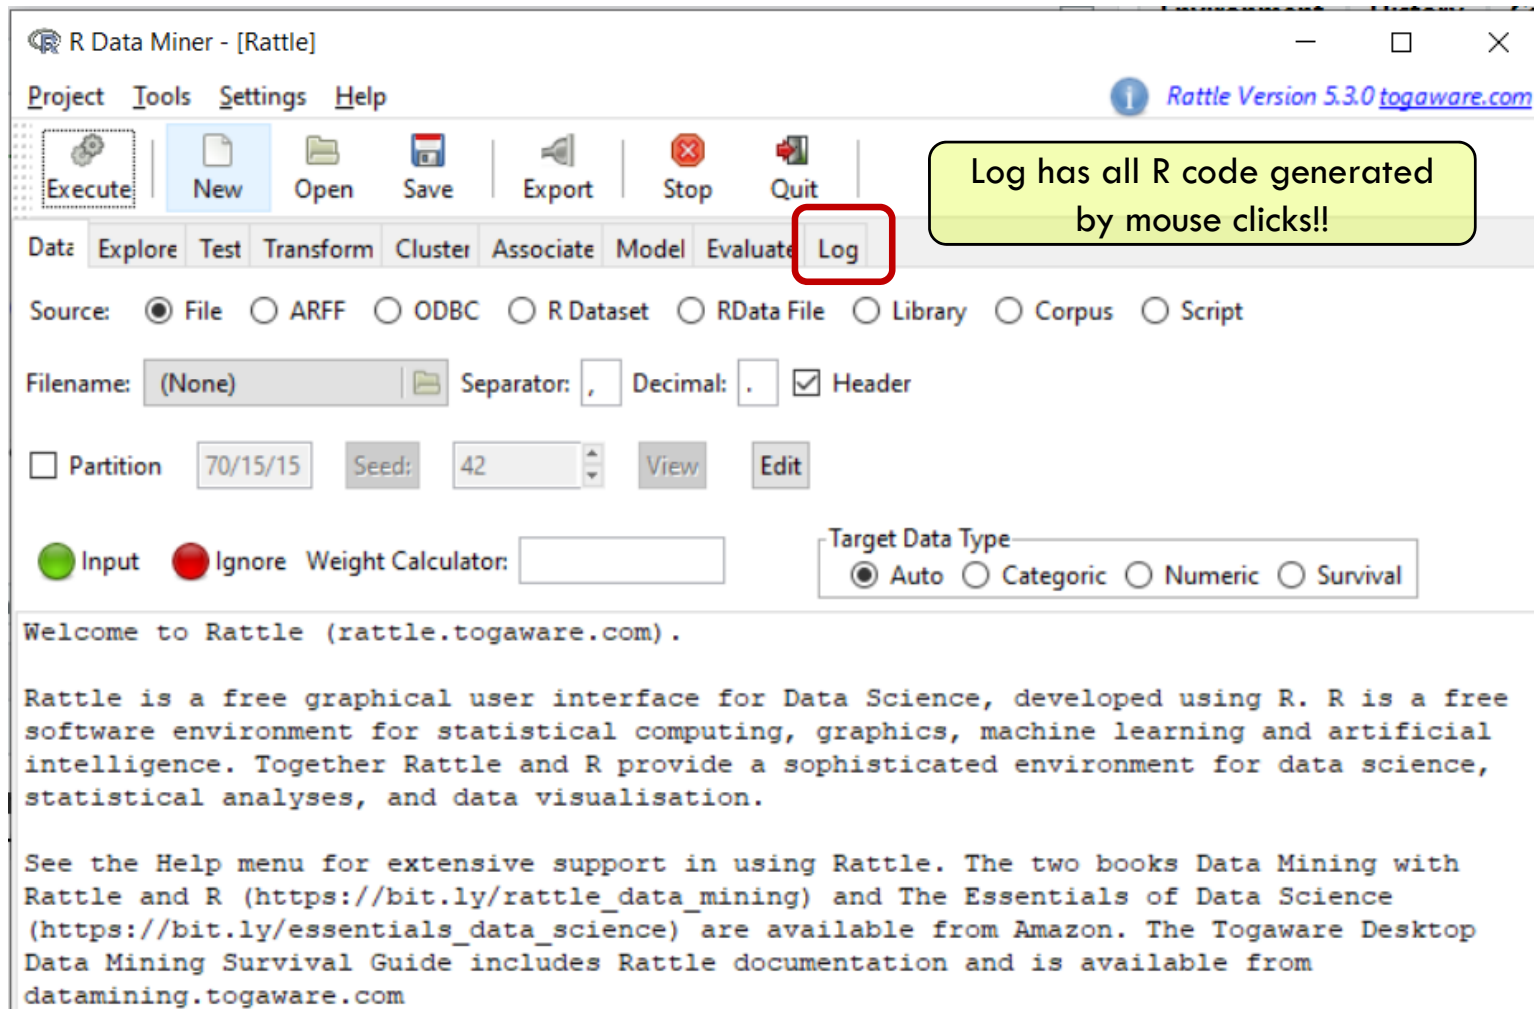 Environment History
R Data Miner - [Rattle]
Project Tools Settings Help
Rattle Version 5.3.0 togaware.com
Execute New Open Save Export Stop Quit
Log has all R code generated
by mouse clicks!!
Data Explore Test Transform Cluster Associate Model Evaluate Log
Source: File ARFF ODBC R Dataset RData File Library Corpus Script
Filename: (None) Separator: , Decimal: . Header
Partition 70/15/15 Seed: 42 View Edit
Target Data Type
Input Ignore Weight Calculator: Auto Categoric Numeric Survival
Welcome to Rattle (rattle.togaware.com).
Rattle is a free graphical user interface for Data Science, developed using R. R is a free
software environment for statistical computing, graphics, machine learning and artificial
intelligence. Together Rattle and R provide a sophisticated environment for data science,
statistical analyses, and data visualisation.
See the Help menu for extensive support in using Rattle. The two books Data Mining with
Rattle and R (https://bit.ly/rattle_data_mining) and The Essentials of Data Science
(https://bit.ly/essentials_data_science) are available from Amazon. The Togaware Desktop
Data Mining Survival Guide includes Rattle documentation and is available from
datamining.togaware.com